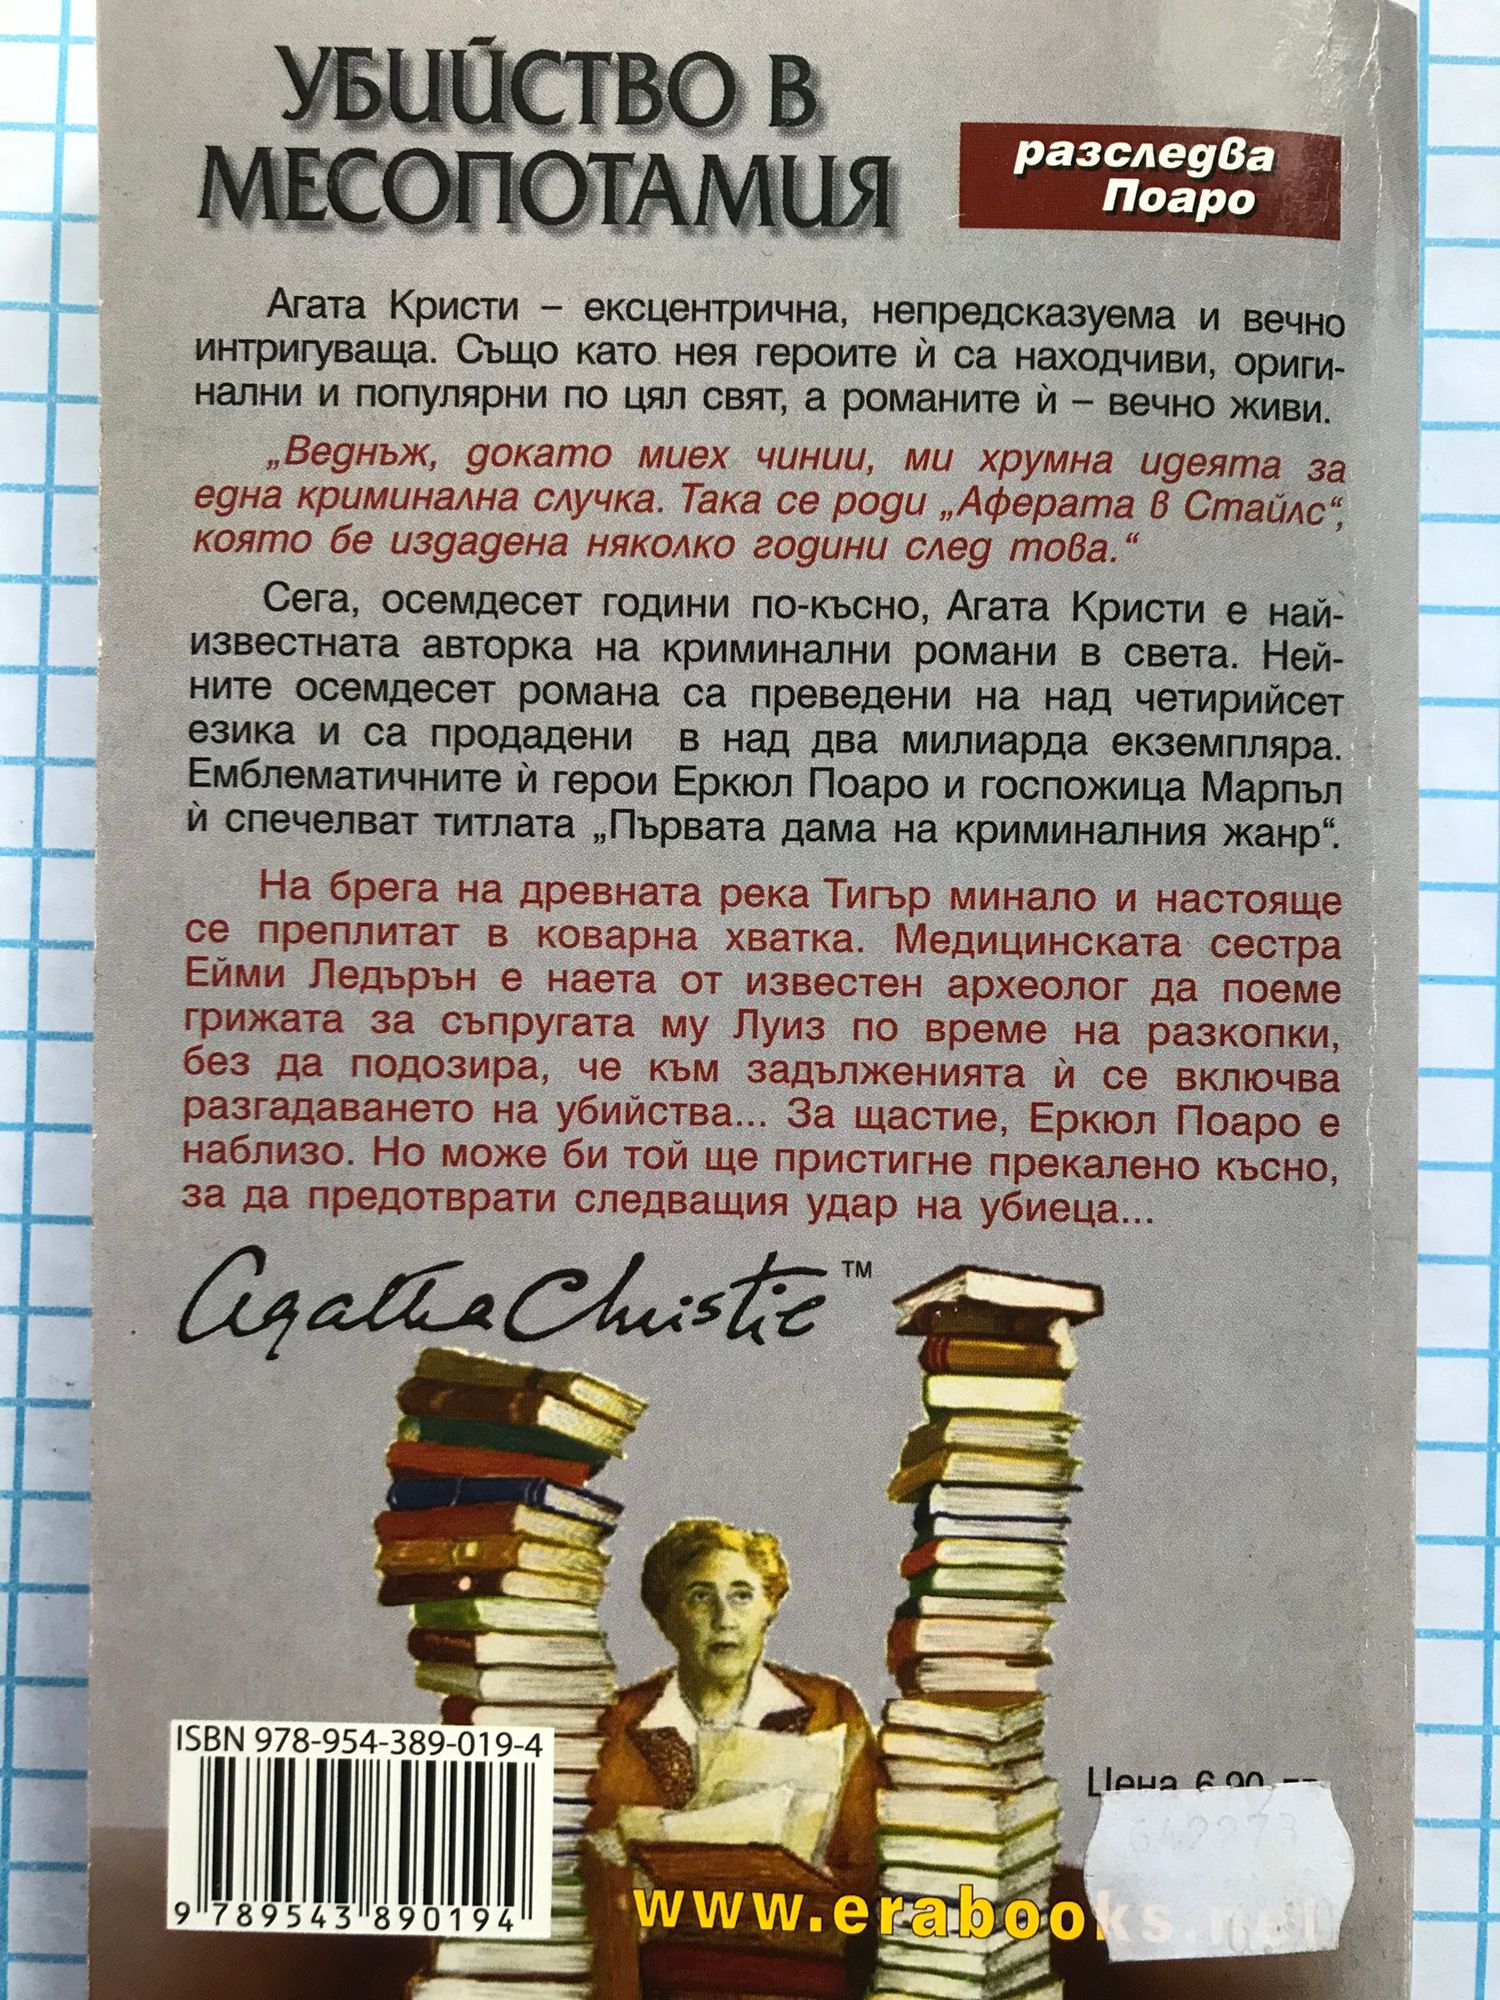 УБИЙСТВО В
МЕСОПОТАМИЯ
разследва
Поаро
Агата Кристи – ексцентрична, непредсказуема и вечно
интригуваща. Също като нея героите ѝ са находчиви, ориги-
нални и популярни по цял свят, а романите ѝ – вечно живи.
„Веднъж, докато миех чинии, ми хрумна идеята за
една криминална случка. Така се роди „Аферата в Стайлс“,
която бе издадена няколко години след това.“
Сега, осемдесет години по-късно, Агата Кристи е най-
известната авторка на криминални романи в света. Ней-
ните осемдесет романа са преведени на над четирийсет
езика и са продадени в над два милиарда екземпляра.
Емблематичните ѝ герои Еркюл Поаро и госпожица Марпъл
ѝ спечелват титлата „Първата дама на криминалния жанр“.
На брега на древната река Тигър минало и настояще
се преплитат в коварна хватка. Медицинската сестра
Ейми Ледърън е наета от известен археолог да поеме
грижата за съпругата му Луиз по време на разкопки,
без да подозира, че към задълженията ѝ се включва
разгадаването на убийства... За щастие, Еркюл Поаро е
наблизо. Но може би той ще пристигне прекалено късно,
за да предотврати следващия удар на убиеца...
Agatha Christie™
ISBN 978-954-389-019-4
9 789543 890194
Цена 6.90
www.erabooks.net